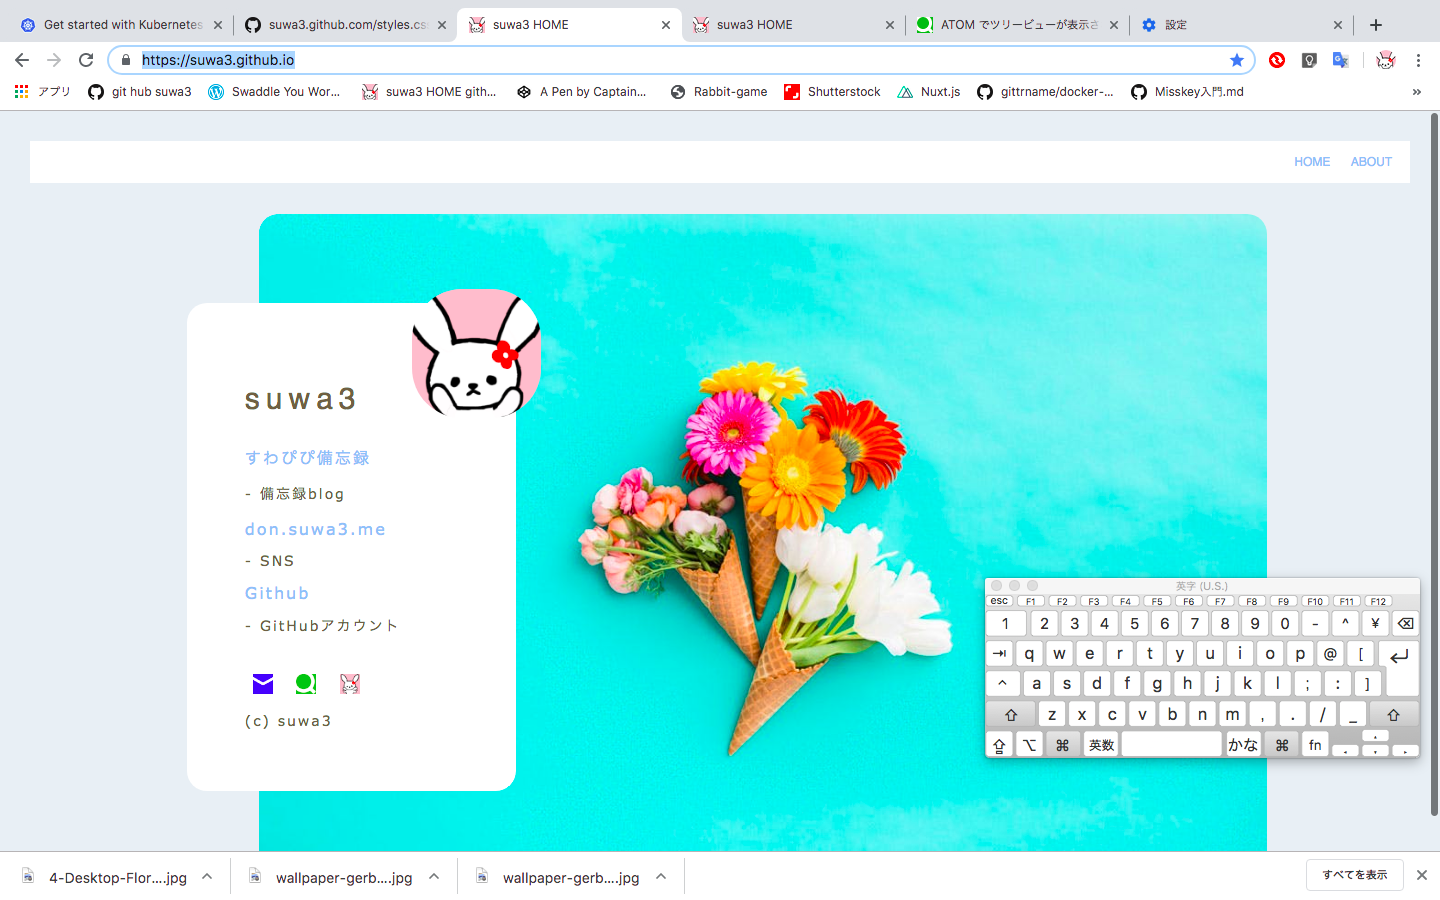 Get started with Kubernetes
suwa3.github.com/styles.cs
suwa3 HOME
suwa3 HOME
ATOM でツリービューが表示さ
設定
https://suwa3.github.io
アプリ
git hub suwa3
Swaddle You Wor...
suwa3 HOME gith...
A Pen by Captain...
Rabbit-game
Shutterstock
Nuxt.js
gittrname/docker-...
Misskey入門.md
»
HOME ABOUT
suwa3
すわぴぴ備忘録
- 備忘録blog
don.suwa3.me
- SNS
Github
- GitHubアカウント
(c) suwa3
英字 (U.S.)
esc F1 F2 F3 F4 F5 F6 F7 F8 F9 F10 F11 F12
1 2 3 4 5 6 7 8 9 0 - ^ ¥ ⌫
⇥ q w e r t y u i o p @ [
^ a s d f g h j k l ; : ]
⇧ z x c v b n m , . / _ ⇧
⇪ ⌥ ⌘ 英数 かな ⌘ fn
4-Desktop-Flor....jpg
wallpaper-gerb....jpg
wallpaper-gerb....jpg
すべてを表示